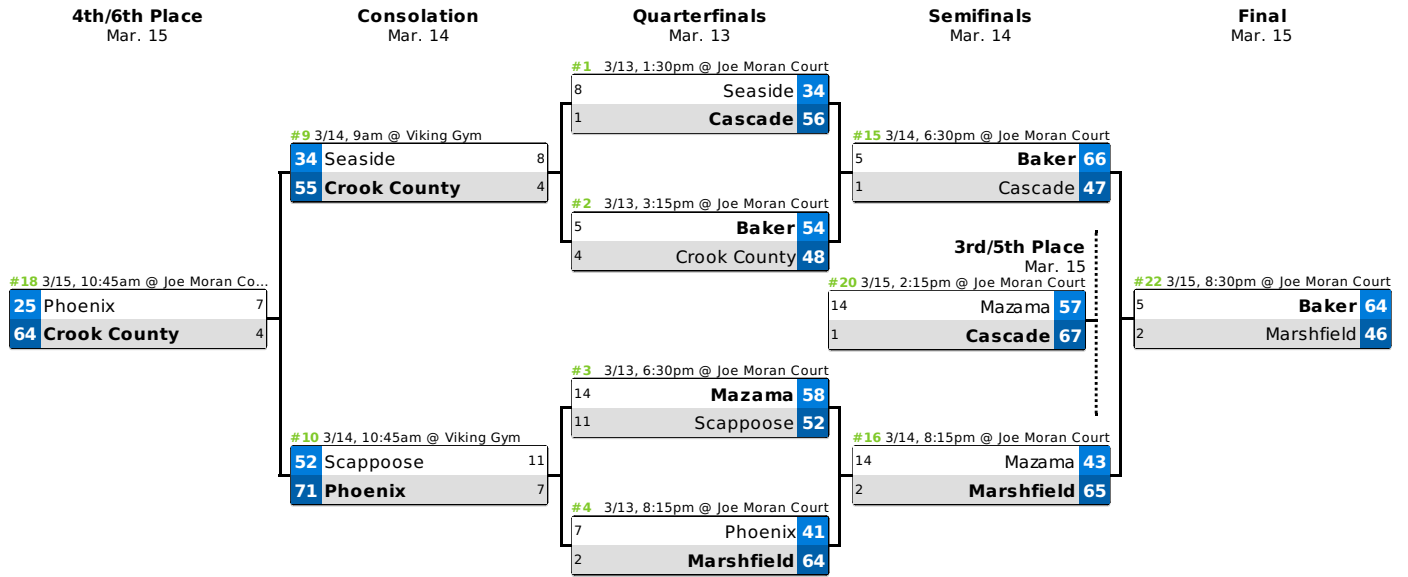 4th/6th Place
Mar. 15
Consolation
Mar. 14
Quarterfinals
Mar. 13
Semifinals
Mar. 14
Final
Mar. 15
#18 3/15, 10:45am @ Joe Moran Co...
25 Phoenix 7
64 Crook County 4
#9 3/14, 9am @ Viking Gym
34 Seaside 8
55 Crook County 4
#10 3/14, 10:45am @ Viking Gym
52 Scappoose 11
71 Phoenix 7
#1 3/13, 1:30pm @ Joe Moran Court
8 Seaside 34
1 Cascade 56
#2 3/13, 3:15pm @ Joe Moran Court
5 Baker 54
4 Crook County 48
#3 3/13, 6:30pm @ Joe Moran Court
14 Mazama 58
11 Scappoose 52
#4 3/13, 8:15pm @ Joe Moran Court
7 Phoenix 41
2 Marshfield 64
#15 3/14, 6:30pm @ Joe Moran Court
5 Baker 66
1 Cascade 47
3rd/5th Place
Mar. 15
#20 3/15, 2:15pm @ Joe Moran Court
14 Mazama 57
1 Cascade 67
#16 3/14, 8:15pm @ Joe Moran Court
14 Mazama 43
2 Marshfield 65
#22 3/15, 8:30pm @ Joe Moran Court
5 Baker 64
2 Marshfield 46